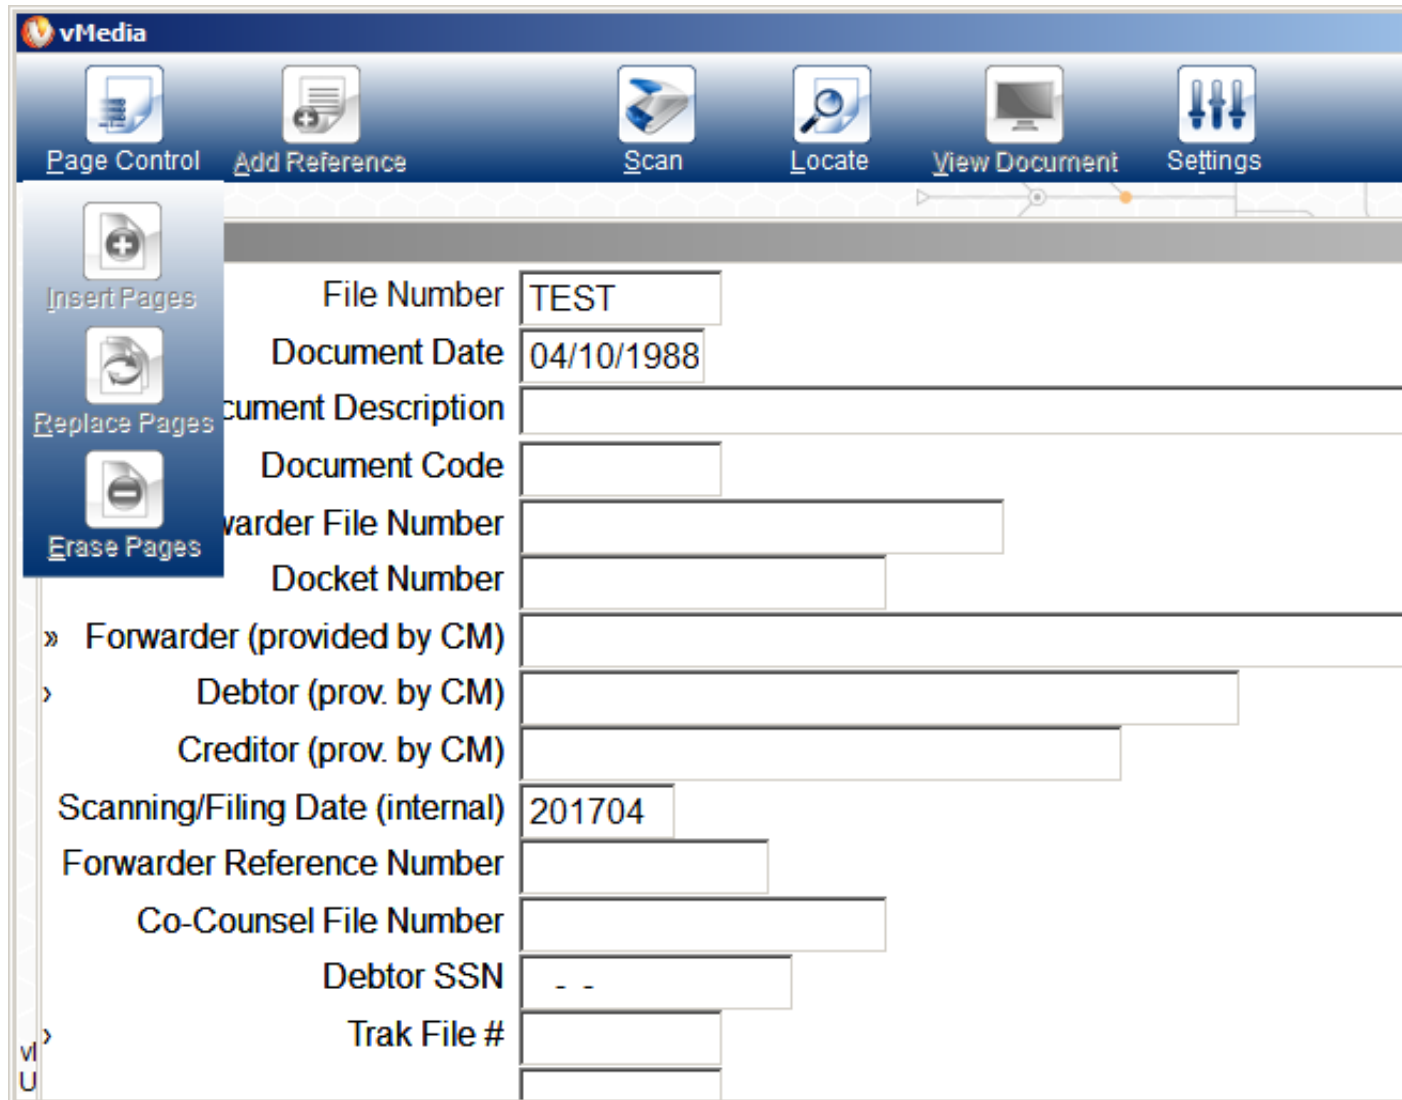 vMedia
Page Control Add Reference Scan Locate View Document Settings
Insert Pages
Replace Pages
Erase Pages
File Number TEST
Document Date 04/10/1988
cument Description
Document Code
warder File Number
Docket Number
» Forwarder (provided by CM)
› Debtor (prov. by CM)
Creditor (prov. by CM)
Scanning/Filing Date (internal) 201704
Forwarder Reference Number
Co-Counsel File Number
Debtor SSN - -
› Trak File #
vl
U